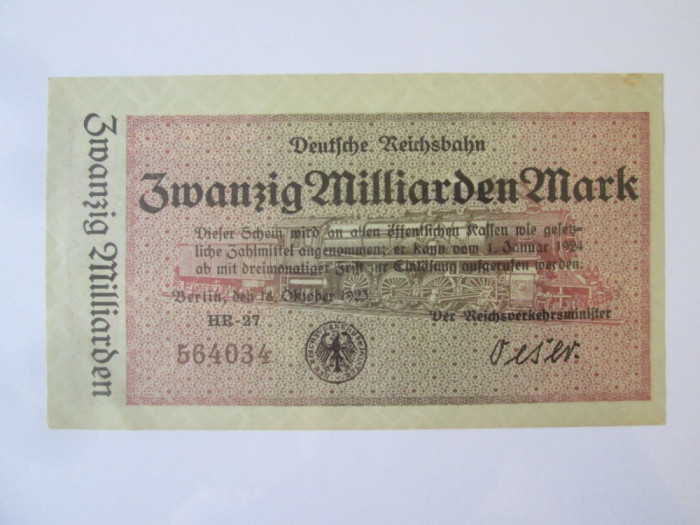 Zwanzig Milliarden
Deutsche Reichsbahn
Zwanzig Milliarden Mark
Dieser Schein wird an allen öffentlichen Kassen wie gesetz-
liche Zahlmittel angenommen; er kann vom 1. Januar 1924
ab mit dreimonatiger Frist zur Einlösung aufgerufen werden.
Berlin, den 18. Oktober 1923
Der Reichsverkehrsminister
HR-27
564034
Oeser.